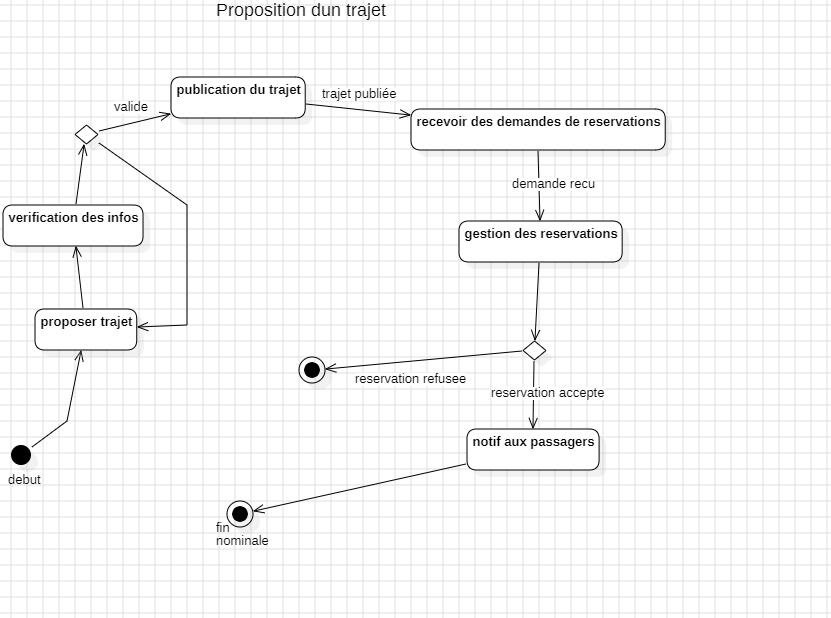 Proposition dun trajet
publication du trajet
valide
trajet publiée
recevoir des demandes de reservations
demande recu
verification des infos
gestion des reservations
proposer trajet
reservation refusee
reservation accepte
notif aux passagers
debut
fin
nominale